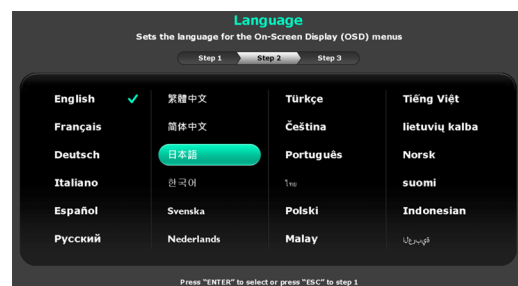 Language
Sets the language for the On-Screen Display (OSD) menus
Step 1 Step 2 Step 3
English 繁體中文 Türkçe Tiếng Việt
Français 简体中文 Čeština lietuvių kalba
Deutsch 日本語 Português Norsk
Italiano 한국어 ไทย suomi
Español Svenska Polski Indonesian
Русский Nederlands Malay
Press "ENTER" to select or press "ESC" to step 1